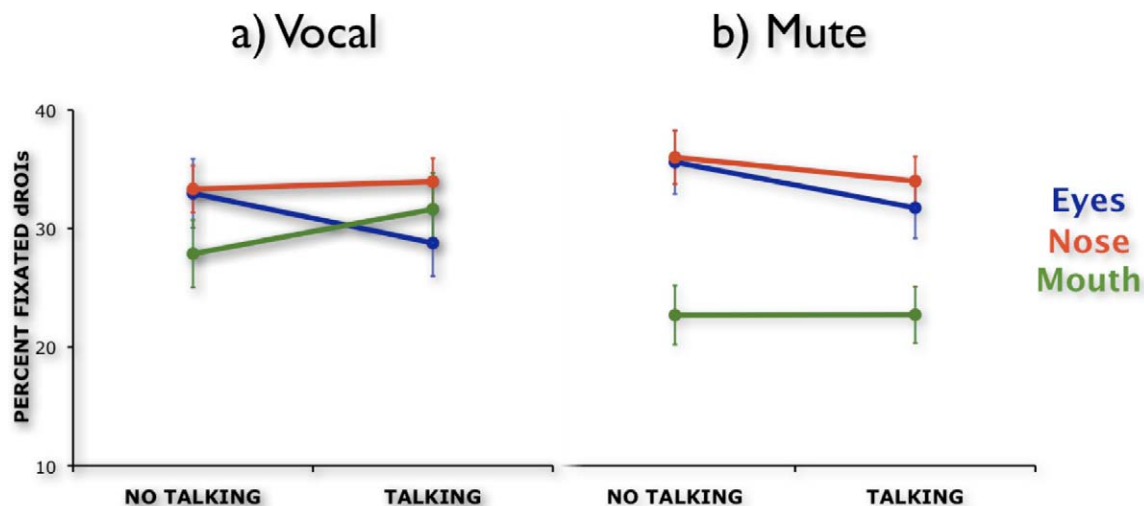 a) Vocal
b) Mute
PERCENT FIXATED dROIs
40
30
20
10
NO TALKING
TALKING
NO TALKING
TALKING
Eyes
Nose
Mouth